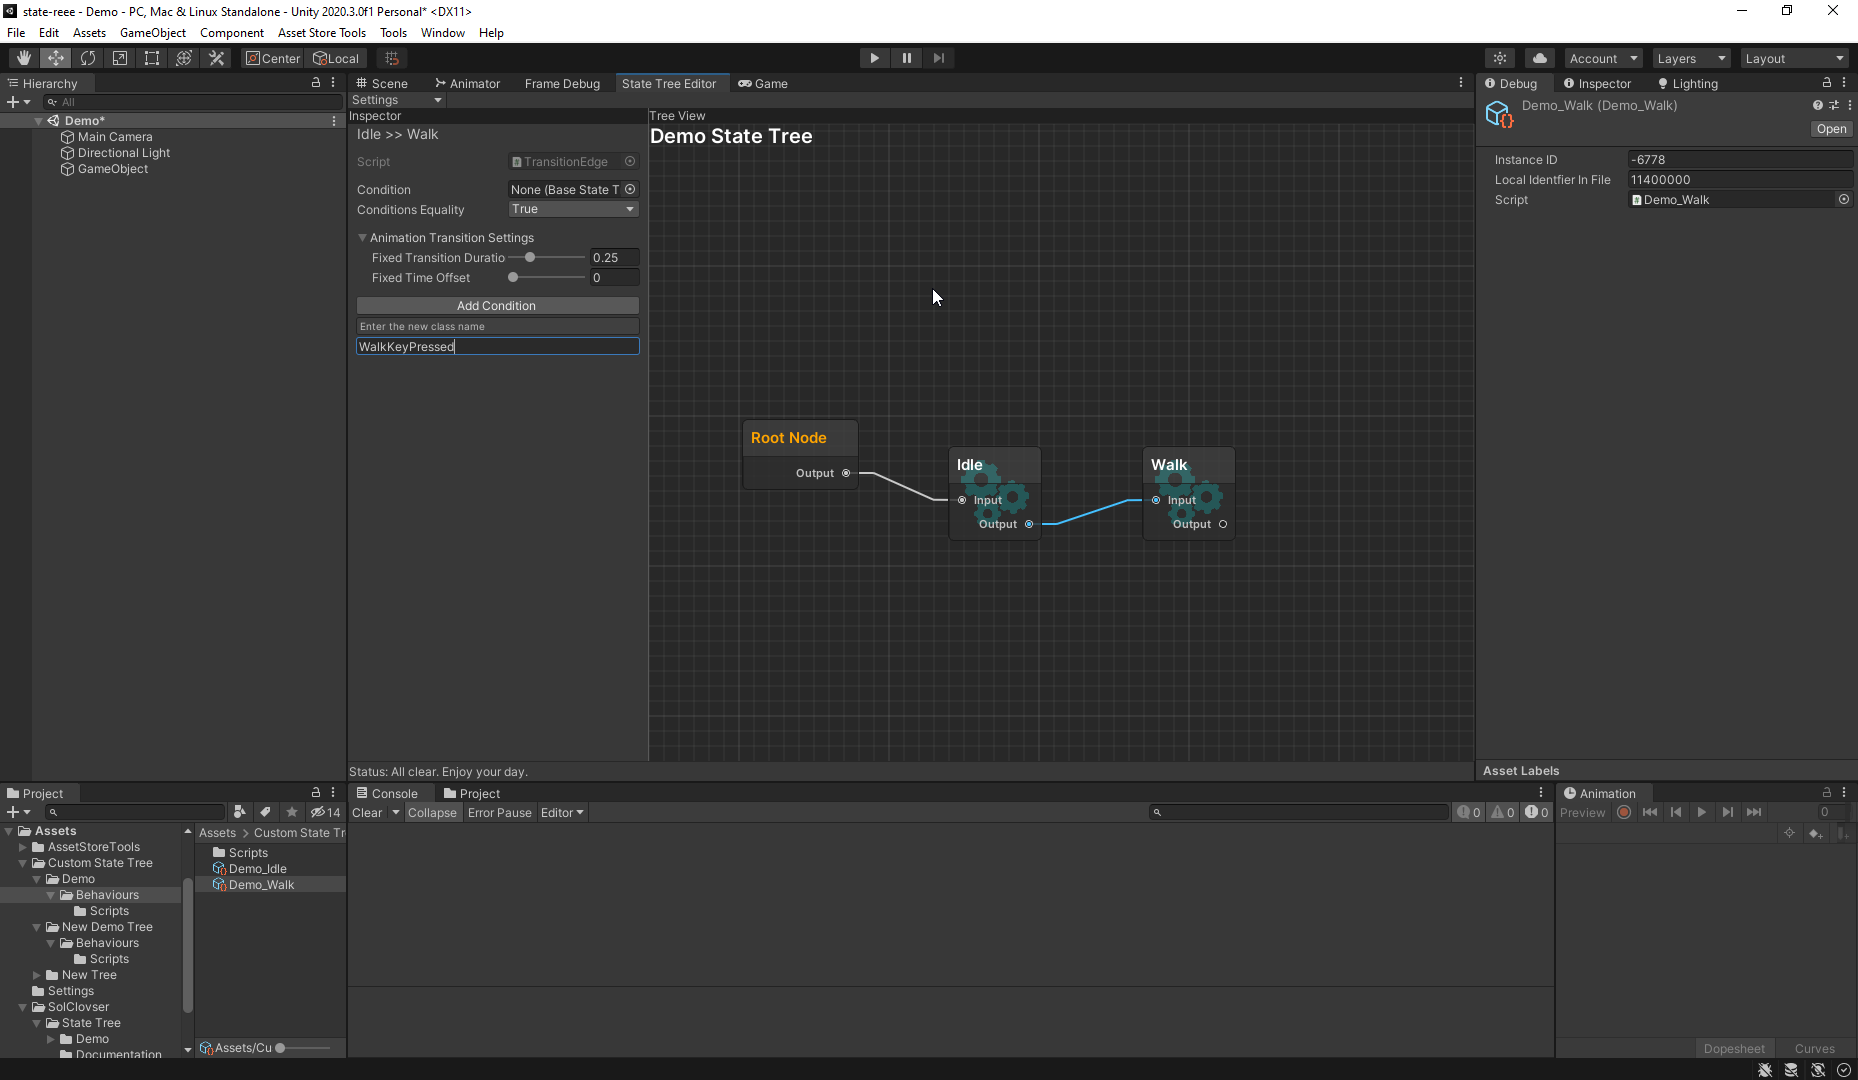 state-reee - Demo - PC, Mac & Linux Standalone - Unity 2020.3.0f1 Personal* <DX11>
File Edit Assets GameObject Component Asset Store Tools Tools Window Help
Center Local Account Layers Layout
Hierarchy
All
Demo*
Main Camera
Directional Light
GameObject
Scene Animator Frame Debug State Tree Editor Game
Settings
Inspector
Idle >> Walk
Script TransitionEdge
Condition None (Base State T
Conditions Equality True
Animation Transition Settings
Fixed Transition Duratio 0.25
Fixed Time Offset 0
Add Condition
Enter the new class name
WalkKeyPressed
Tree View
Demo State Tree
Root Node
Output
Idle
Input
Output
Walk
Input
Output
Status: All clear. Enjoy your day.
Debug Inspector Lighting
Demo_Walk (Demo_Walk)
Open
Instance ID -6778
Local Identfier In File 11400000
Script Demo_Walk
Asset Labels
Project
14
Assets
AssetStoreTools
Custom State Tree
Demo
Behaviours
Scripts
New Demo Tree
Behaviours
Scripts
New Tree
Settings
SolClovser
State Tree
Demo
Documentation
Assets > Custom State Tr
Scripts
Demo_Idle
Demo_Walk
Assets/Cu
Console Project
Clear Collapse Error Pause Editor
0 0 0
Animation
Preview 0
Dopesheet Curves